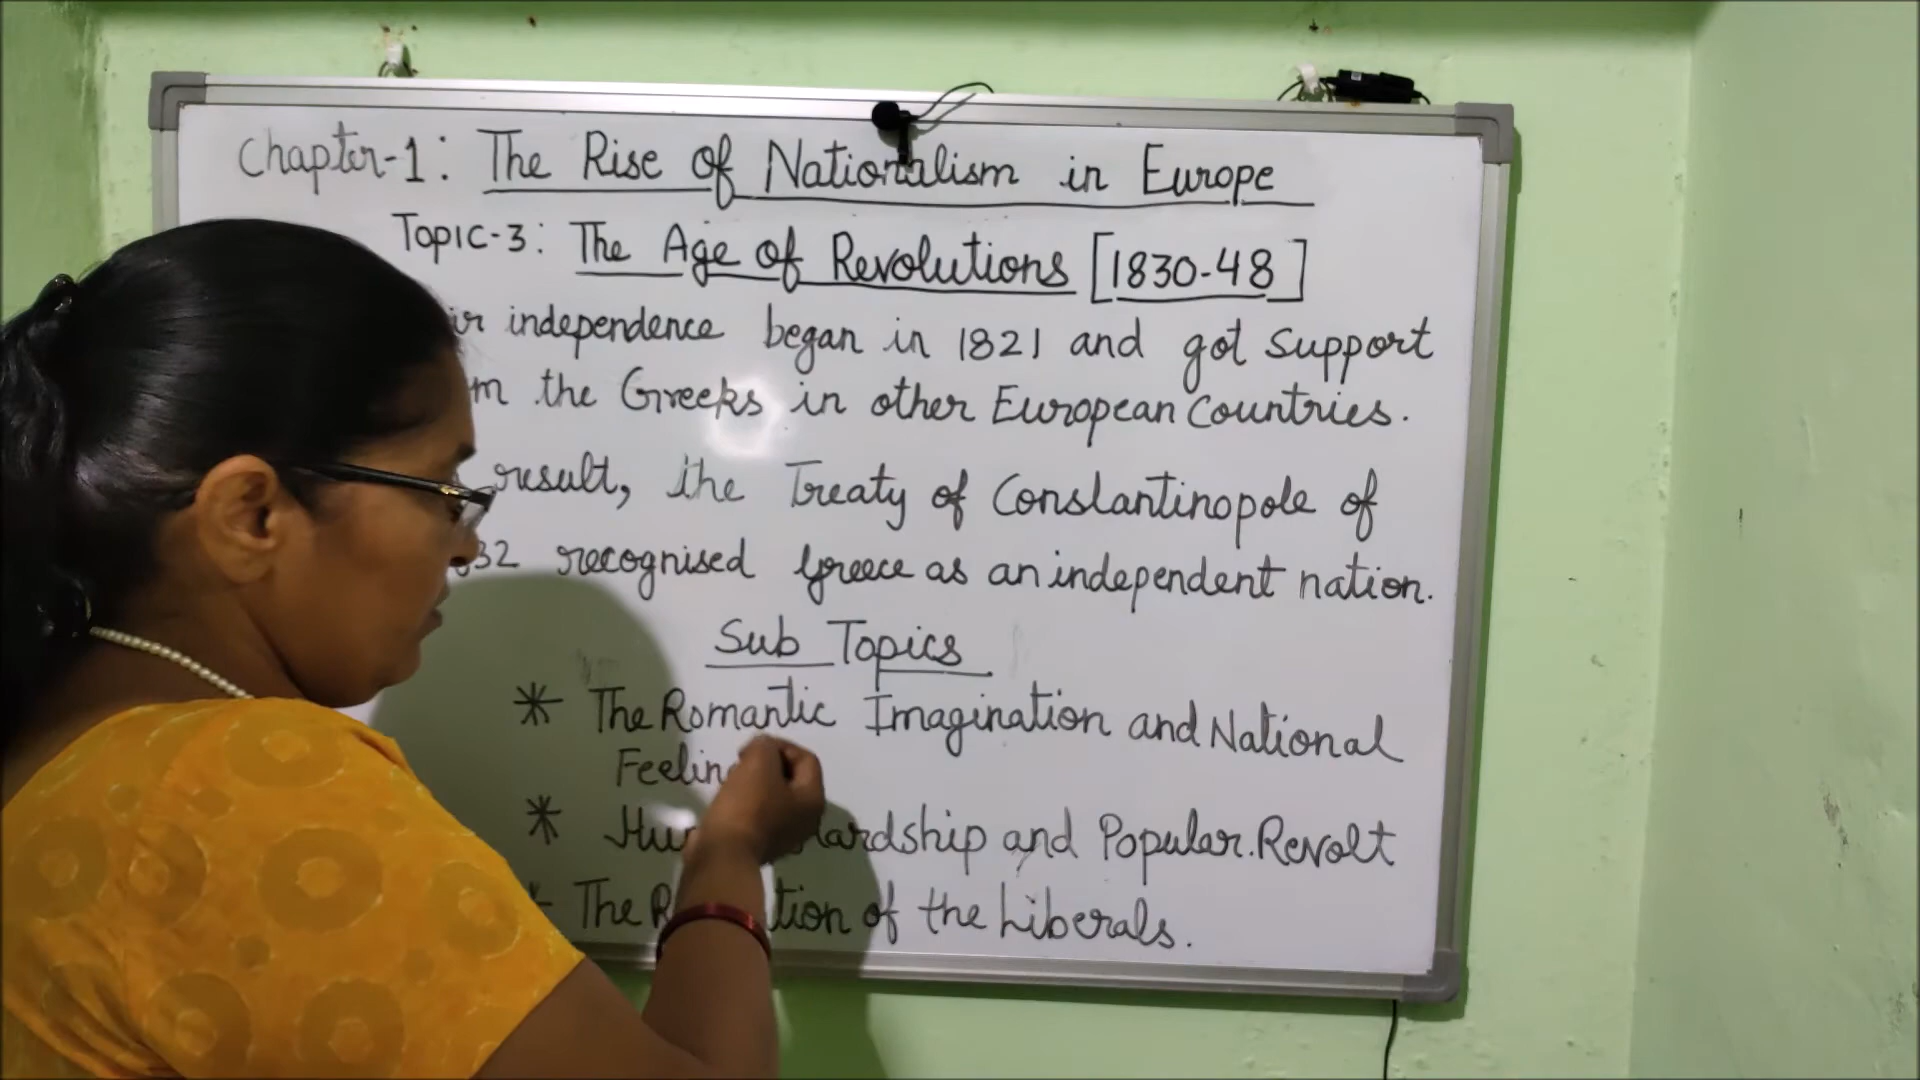 Chapter-1: The Rise of Nationalism in Europe
Topic-3: The Age of Revolutions [1830-48]
independence began in 1821 and got support
the Greeks in other European Countries.
result, the Treaty of Constantinople of
recognised Greece as an independent nation.
Sub Topics
* The Romantic Imagination and National
* and Popular Revolt
The of the Liberals.